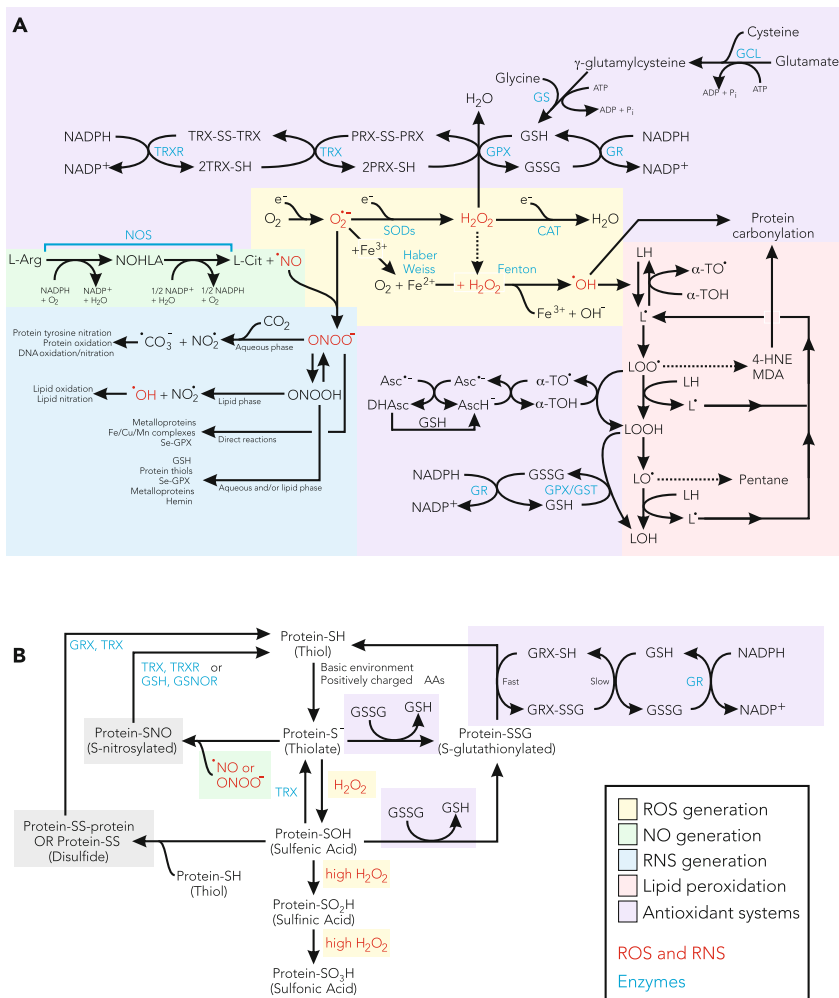 A
Cysteine
GCL
γ-glutamylcysteine
Glutamate
ADP + Pi
ATP
Glycine
GS
ATP
ADP + Pi
H2O
NADPH
TRX-SS-TRX
PRX-SS-PRX
GSH
NADPH
TRXR
TRX
GPX
GR
NADP+
2TRX-SH
2PRX-SH
GSSG
NADP+
e−
e−
e−
O2
O2•−
H2O2
H2O
SODs
CAT
Protein
carbonylation
NOS
L-Arg
NOHLA
L-Cit + •NO
NADPH
+ O2
NADP+
+ H2O
1/2 NADP+
+ H2O
1/2 NADPH
+ O2
+Fe3+
Haber
Weiss
Fenton
O2 + Fe2+
+ H2O2
•OH
Fe3+ + OH−
LH
α-TO•
α-TOH
L•
Protein tyrosine nitration
Protein oxidation
DNA oxidation/nitration
•CO3− + NO2•
CO2
Aqueous phase
ONOO−
Lipid oxidation
Lipid nitration
•OH + NO2•
Lipid phase
ONOOH
Metalloproteins
Fe/Cu/Mn complexes
Se-GPX
Direct reactions
GSH
Protein thiols
Se-GPX
Metalloproteins
Hemin
Aqueous and/or lipid phase
Asc•−
Asc•−
α-TO•
DHAsc
AscH−
α-TOH
GSH
LOO•
4-HNE
MDA
LH
L•
LOOH
NADPH
GSSG
GR
GPX/GST
NADP+
GSH
LO•
Pentane
LH
L•
LOH
B
GRX, TRX
TRX, TRXR or
GSH, GSNOR
Protein-SH
(Thiol)
Basic environment
Positively charged AAs
GRX-SH
GSH
NADPH
Fast
Slow
GR
GRX-SSG
GSSG
NADP+
Protein-SNO
(S-nitrosylated)
Protein-S−
(Thiolate)
GSSG
GSH
Protein-SSG
(S-glutathionylated)
•NO or
ONOO−
TRX
H2O2
Protein-SS-protein
OR Protein-SS
(Disulfide)
Protein-SOH
(Sulfenic Acid)
GSSG
GSH
Protein-SH
(Thiol)
high H2O2
Protein-SO2H
(Sulfinic Acid)
high H2O2
Protein-SO3H
(Sulfonic Acid)
ROS generation
NO generation
RNS generation
Lipid peroxidation
Antioxidant systems
ROS and RNS
Enzymes